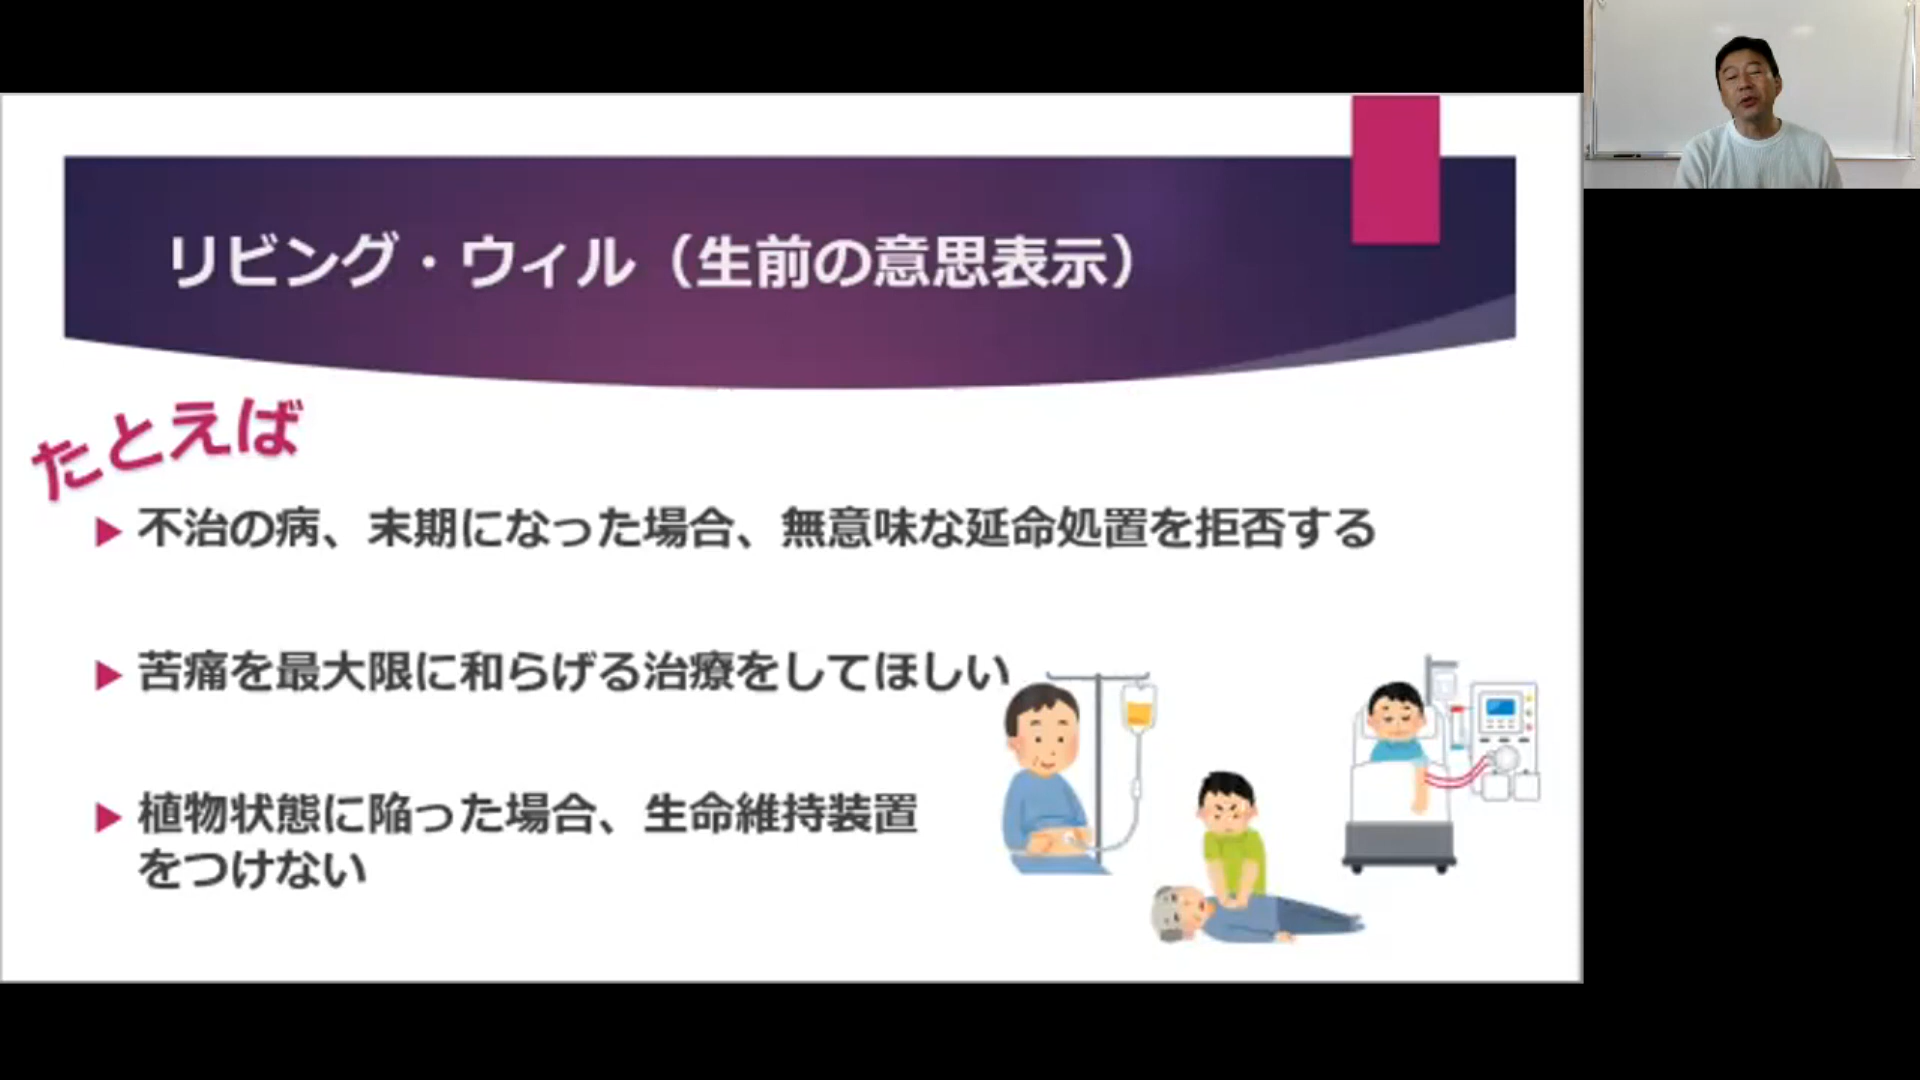 リビング・ウィル（生前の意思表示）
たとえば
不治の病、末期になった場合、無意味な延命処置を拒否する
苦痛を最大限に和らげる治療をしてほしい
植物状態に陥った場合、生命維持装置
をつけない